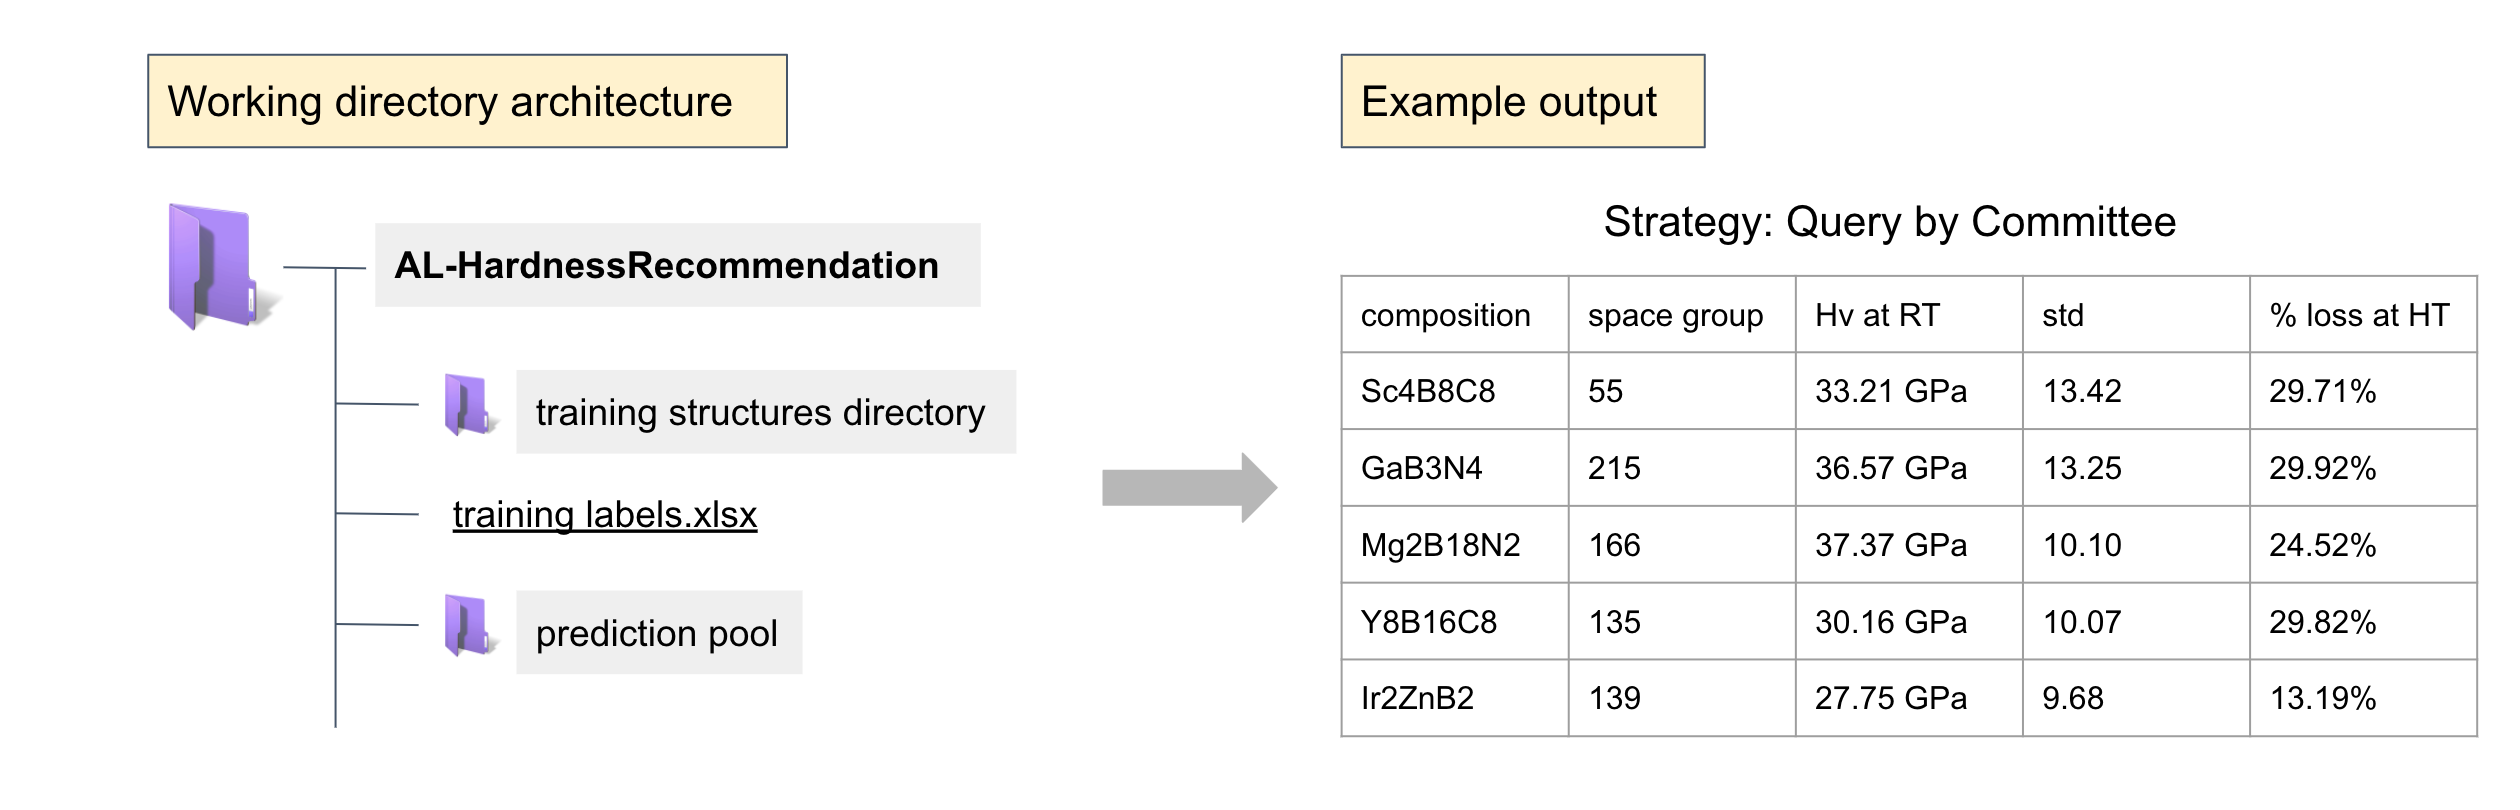 Working directory architecture
AL-HardnessRecommendation
training structures directory
training labels.xlsx
prediction pool
Example output
Strategy: Query by Committee
composition space group Hv at RT std % loss at HT
Sc4B8C8 55 33.21 GPa 13.42 29.71%
GaB3N4 215 36.57 GPa 13.25 29.92%
Mg2B18N2 166 37.37 GPa 10.10 24.52%
Y8B16C8 135 30.16 GPa 10.07 29.82%
Ir2ZnB2 139 27.75 GPa 9.68 13.19%